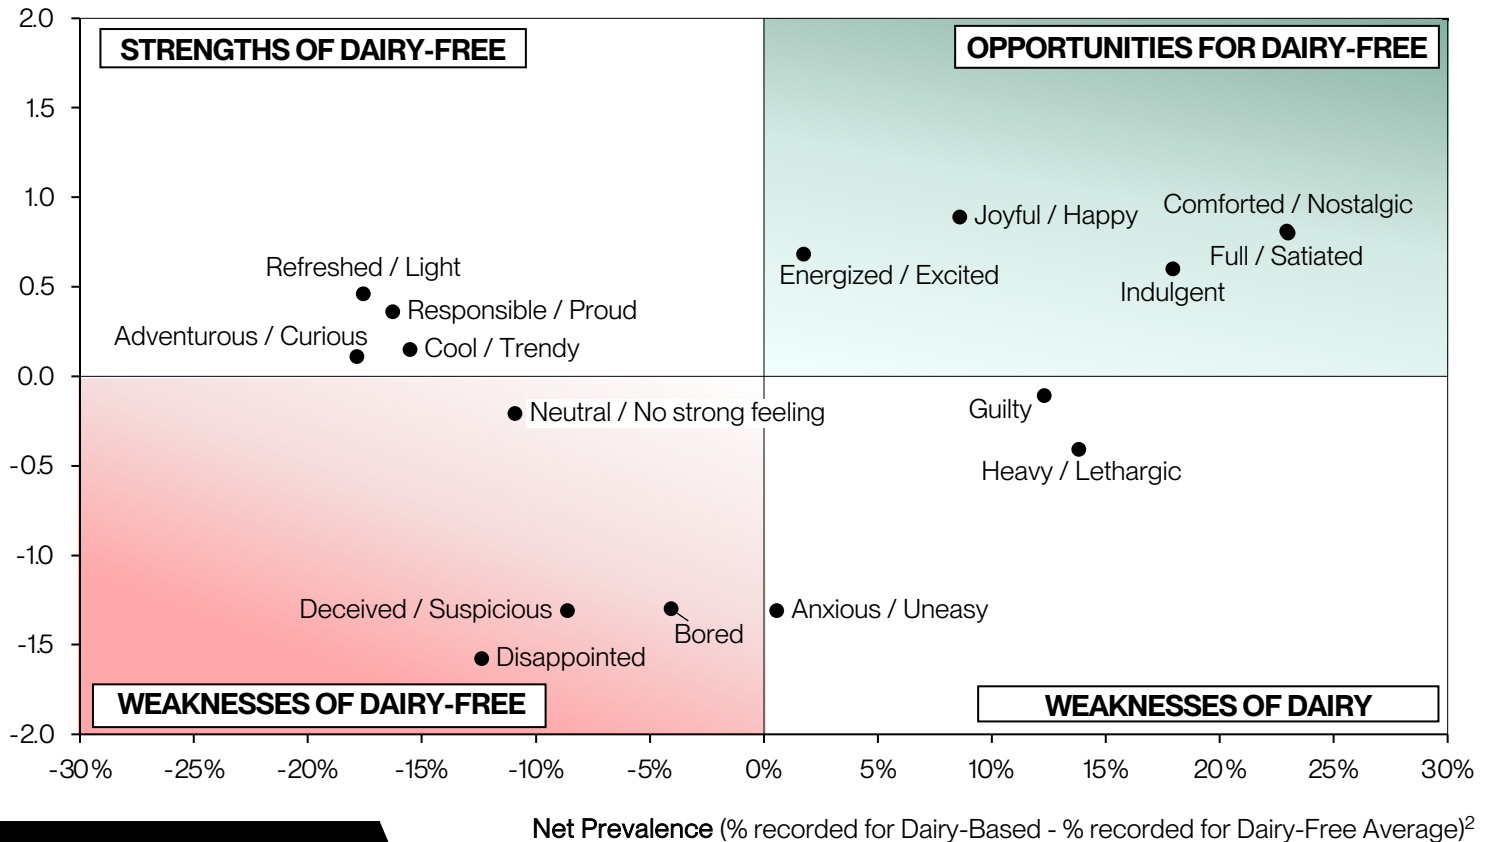 2.0
STRENGTHS OF DAIRY-FREE
OPPORTUNITIES FOR DAIRY-FREE
1.5
1.0
Comforted / Nostalgic
Joyful / Happy
Full / Satiated
Energized / Excited
Indulgent
Refreshed / Light
0.5
Responsible / Proud
Adventurous / Curious
Cool / Trendy
0.0
Neutral / No strong feeling
Guilty
-0.5
Heavy / Lethargic
-1.0
Deceived / Suspicious
Bored
Anxious / Uneasy
-1.5
Disappointed
WEAKNESSES OF DAIRY-FREE
WEAKNESSES OF DAIRY
-2.0
-30% -25% -20% -15% -10% -5% 0% 5% 10% 15% 20% 25% 30%
Net Prevalence (% recorded for Dairy-Based - % recorded for Dairy-Free Average)2